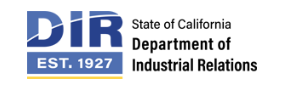 DIR
EST. 1927
State of California
Department of
Industrial Relations